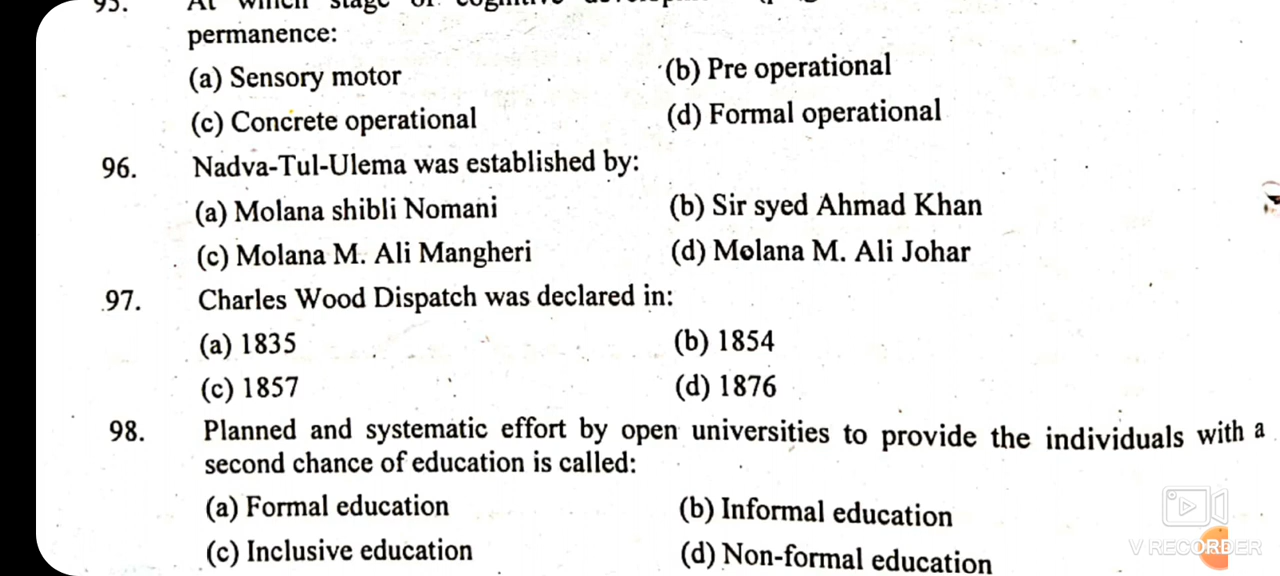 95.
permanence:
(a) Sensory motor (b) Pre operational
(c) Concrete operational (d) Formal operational
96. Nadva-Tul-Ulema was established by:
(a) Molana shibli Nomani (b) Sir syed Ahmad Khan
(c) Molana M. Ali Mangheri (d) Molana M. Ali Johar
97. Charles Wood Dispatch was declared in:
(a) 1835 (b) 1854
(c) 1857 (d) 1876
98. Planned and systematic effort by open universities to provide the individuals with a
second chance of education is called:
(a) Formal education (b) Informal education
(c) Inclusive education (d) Non-formal education
V RECORDER